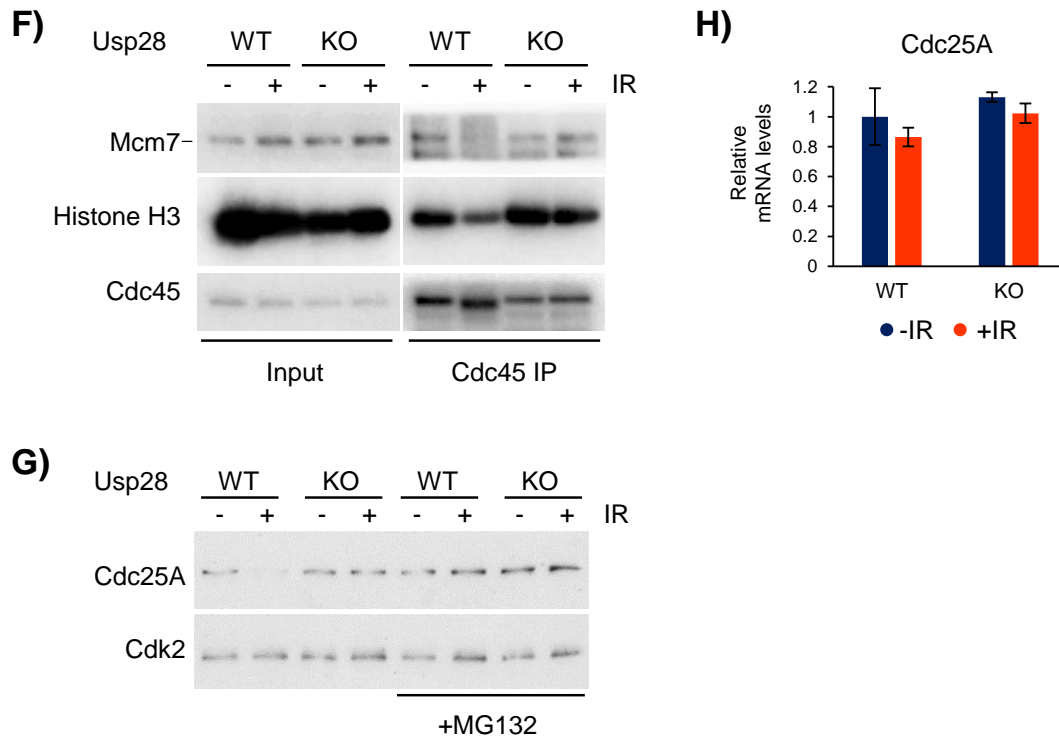 F)
Usp28 WT KO WT KO
- + - + - + - + IR
Mcm7
Histone H3
Cdc45
Input Cdc45 IP
H)
Cdc25A
Relative
mRNA levels
1.2
1
0.8
0.6
0.4
0.2
0
WT KO
-IR +IR
G)
Usp28 WT KO WT KO
- + - + - + - + IR
Cdc25A
Cdk2
+MG132